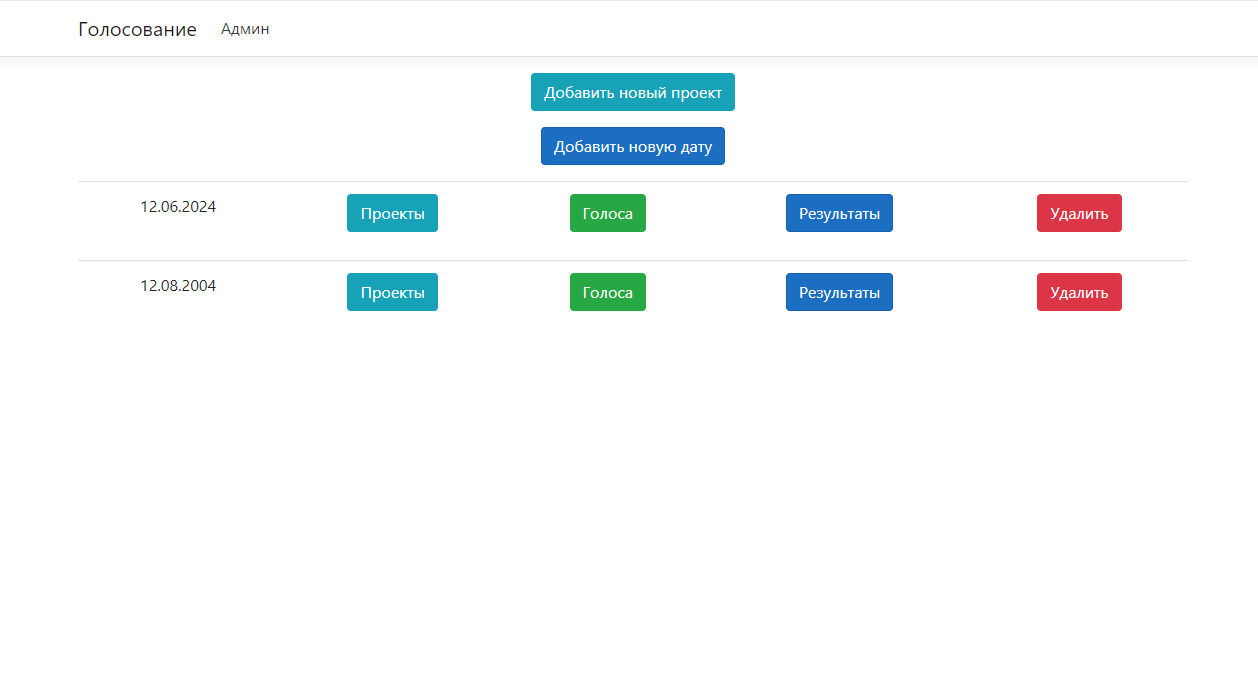 Голосование Админ
Добавить новый проект
Добавить новую дату
12.06.2024 Проекты Голоса Результаты Удалить
12.08.2004 Проекты Голоса Результаты Удалить